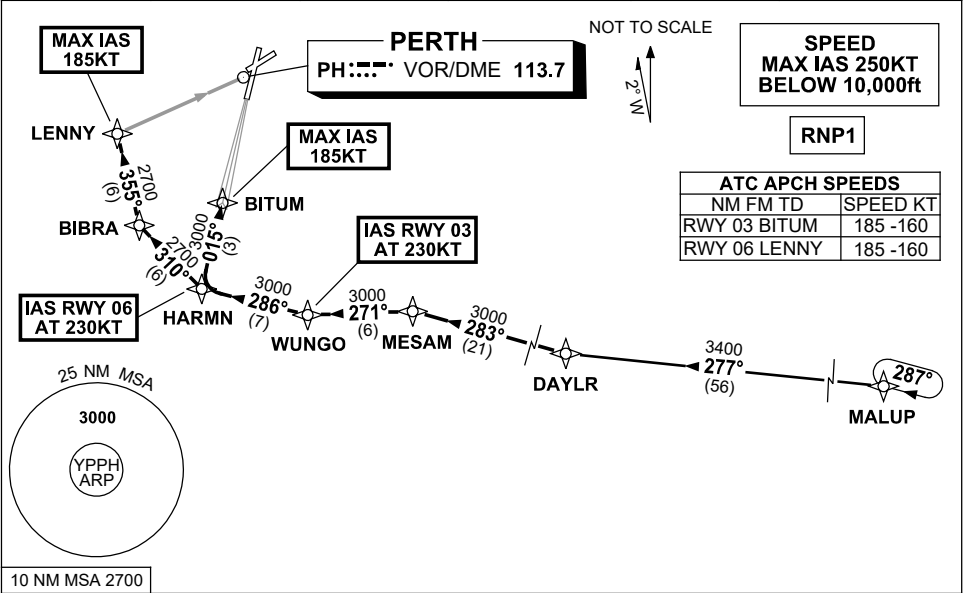 MAX IAS
185KT
PERTH
PH VOR/DME 113.7
NOT TO SCALE
2° W
SPEED
MAX IAS 250KT
BELOW 10,000ft
RNP1
ATC APCH SPEEDS
NM FM TD SPEED KT
RWY 03 BITUM 185 -160
RWY 06 LENNY 185 -160
LENNY
MAX IAS
185KT
2700
355°
(6)
BITUM
BIBRA
3000
015°
(3)
2700
310°
(6)
IAS RWY 03
AT 230KT
IAS RWY 06
AT 230KT
HARMN
3000
286°
(7)
WUNGO
3000
271°
(6)
MESAM
3000
283°
(21)
DAYLR
3400
277°
(56)
287°
MALUP
25 NM MSA
3000
YPPH
ARP
10 NM MSA 2700